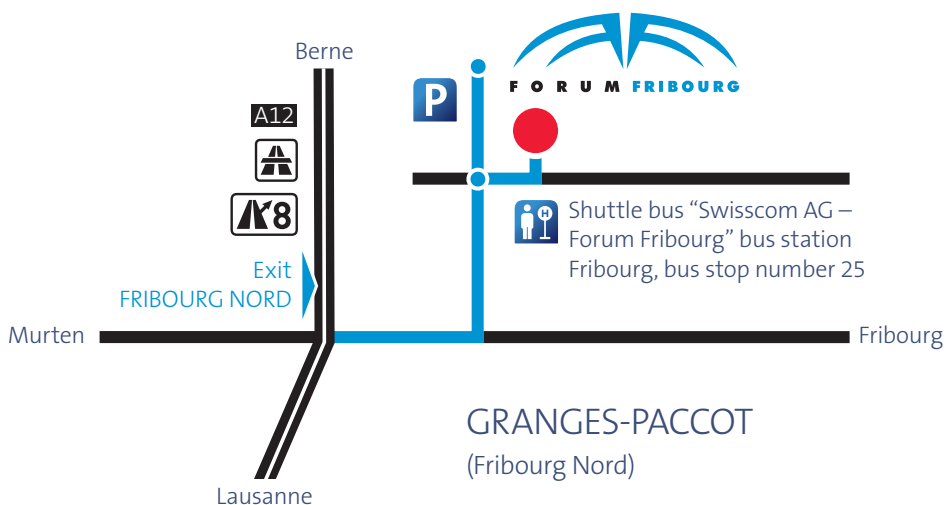 Berne
FORUM FRIBOURG
P
A12
8
H
Shuttle bus “Swisscom AG –
Forum Fribourg” bus station
Fribourg, bus stop number 25
Exit
FRIBOURG NORD
Murten
Fribourg
GRANGES-PACCOT
(Fribourg Nord)
Lausanne